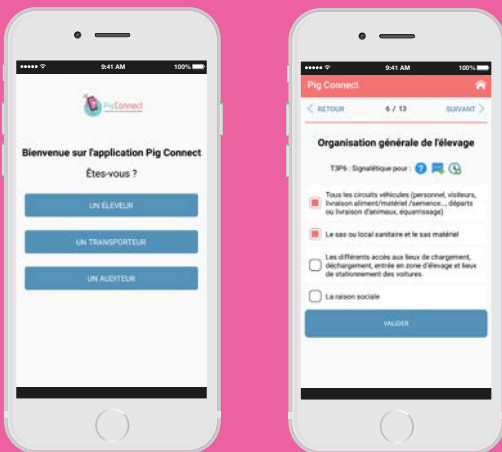 9:41 AM
100%
PigConnect
Bienvenue sur l'application Pig Connect
Êtes-vous ?
UN ÉLEVEUR
UN TRANSPORTEUR
UN AUDITEUR
9:41 AM
100%
Pig Connect
< RETOUR
6 / 13
SUIVANT >
Organisation générale de l'élevage
T3P6 : Signalétique pour :
Tous les circuits véhicules (personnel, visiteurs,
livraison aliment/matériel /semence..., départs
ou livraison d'animaux, équarrissage)
Le sas ou local sanitaire et le sas matériel
Les différents accès aux lieux de chargement,
déchargement, entrée en zone d'élevage et lieux
de stationnement des voitures.
La raison sociale
VALIDER